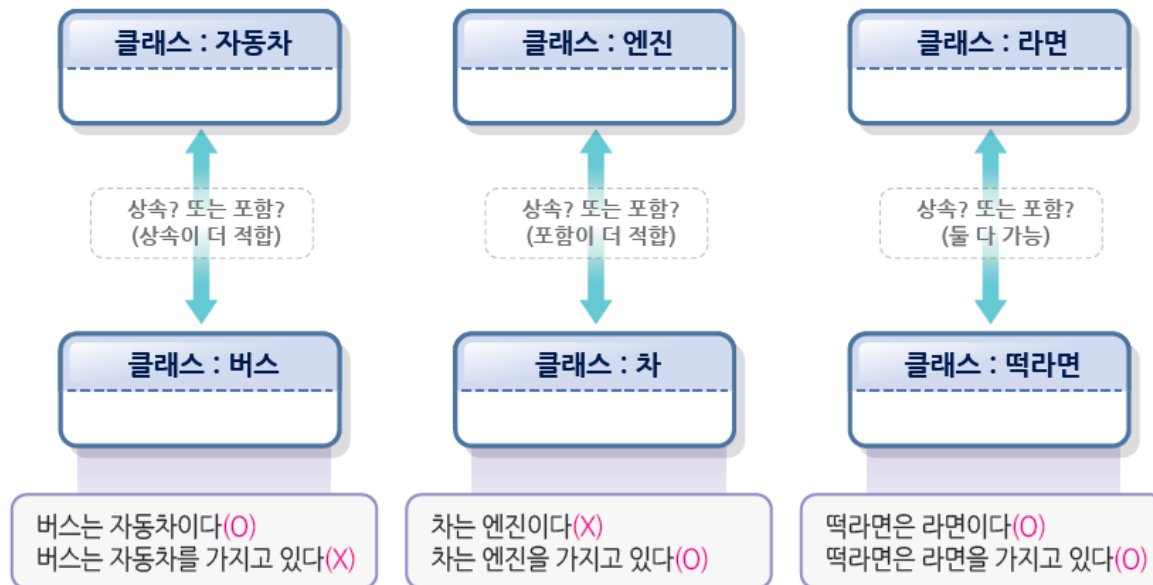 클래스 : 자동차
클래스 : 엔진
클래스 : 라면
상속? 또는 포함?
(상속이 더 적합)
상속? 또는 포함?
(포함이 더 적합)
상속? 또는 포함?
(둘 다 가능)
클래스 : 버스
클래스 : 차
클래스 : 떡라면
버스는 자동차이다(O)
버스는 자동차를 가지고 있다(X)
차는 엔진이다(X)
차는 엔진을 가지고 있다(O)
떡라면은 라면이다(O)
떡라면은 라면을 가지고 있다(O)